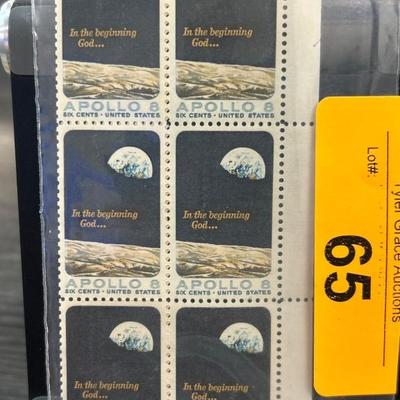 In the beginning
God...
APOLLO 8
SIX CENTS · UNITED STATES
In the beginning
God...
APOLLO 8
SIX CENTS · UNITED STATES
In the beginning
God...
APOLLO 8
SIX CENTS · UNITED STATES
In the beginning
God...
APOLLO 8
SIX CENTS · UNITED STATES
In the beginning
God...
In the beginning
God...
Tyler Grace Auctions
Lot#:
65